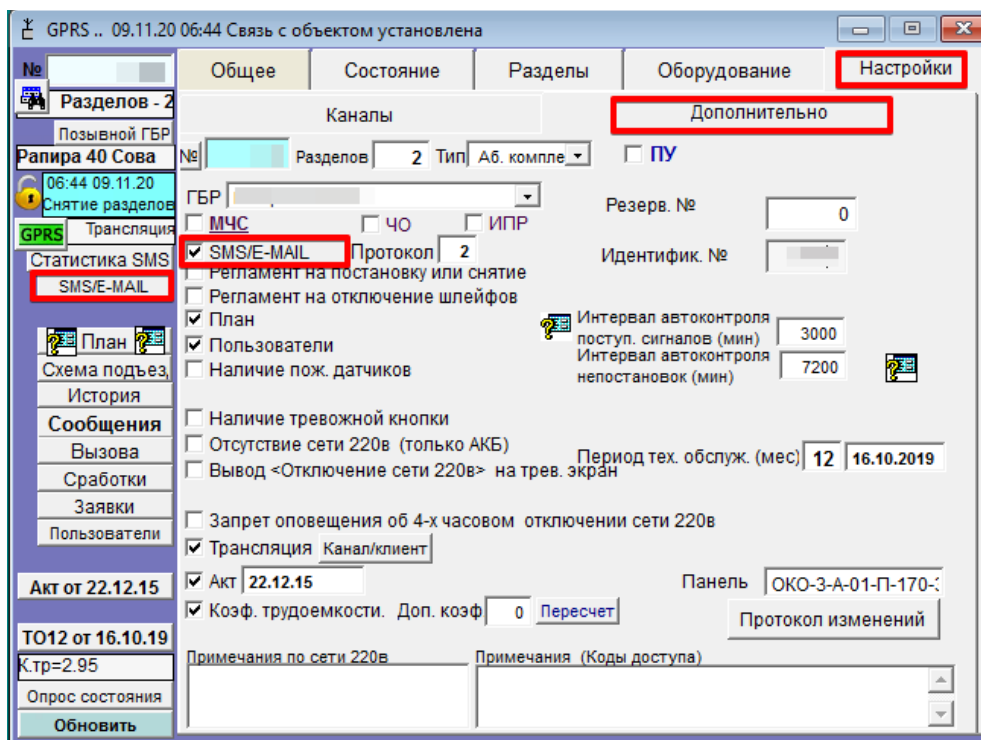 GPRS .. 09.11.20 06:44 Связь с объектом установлена
№
Разделов - 2
Позывной ГБР
Рапира 40 Сова
06:44 09.11.20
Снятие разделов
GPRS Трансляция
Статистика SMS
SMS/E-MAIL
План
Схема подъез,
История
Сообщения
Вызова
Сработки
Заявки
Пользователи
Акт от 22.12.15
ТО12 от 16.10.19
К.тр=2.95
Опрос состояния
Обновить
Общее Состояние Разделы Оборудование Настройки
Каналы Дополнительно
№ Разделов 2 Тип Аб. компле ПУ
ГБР
Резерв. № 0
МЧС ЧО ИПР
SMS/E-MAIL Протокол 2
Идентифик. №
Регламент на постановку или снятие
Регламент на отключение шлейфов
План
Пользователи
Наличие пож. датчиков
Интервал автоконтроля
поступ. сигналов (мин) 3000
Интервал автоконтроля
непостановок (мин) 7200
Наличие тревожной кнопки
Отсутствие сети 220в (только АКБ)
Вывод <Отключение сети 220в> на трев. экран
Период тех. обслуж. (мес) 12 16.10.2019
Запрет оповещения об 4-х часовом отключении сети 220в
Трансляция Канал/клиент
Акт 22.12.15
Панель ОКО-3-А-01-П-170-
Коэф. трудоемкости. Доп. коэф 0 Пересчет
Протокол изменений
Примечания по сети 220в Примечания (Коды доступа)